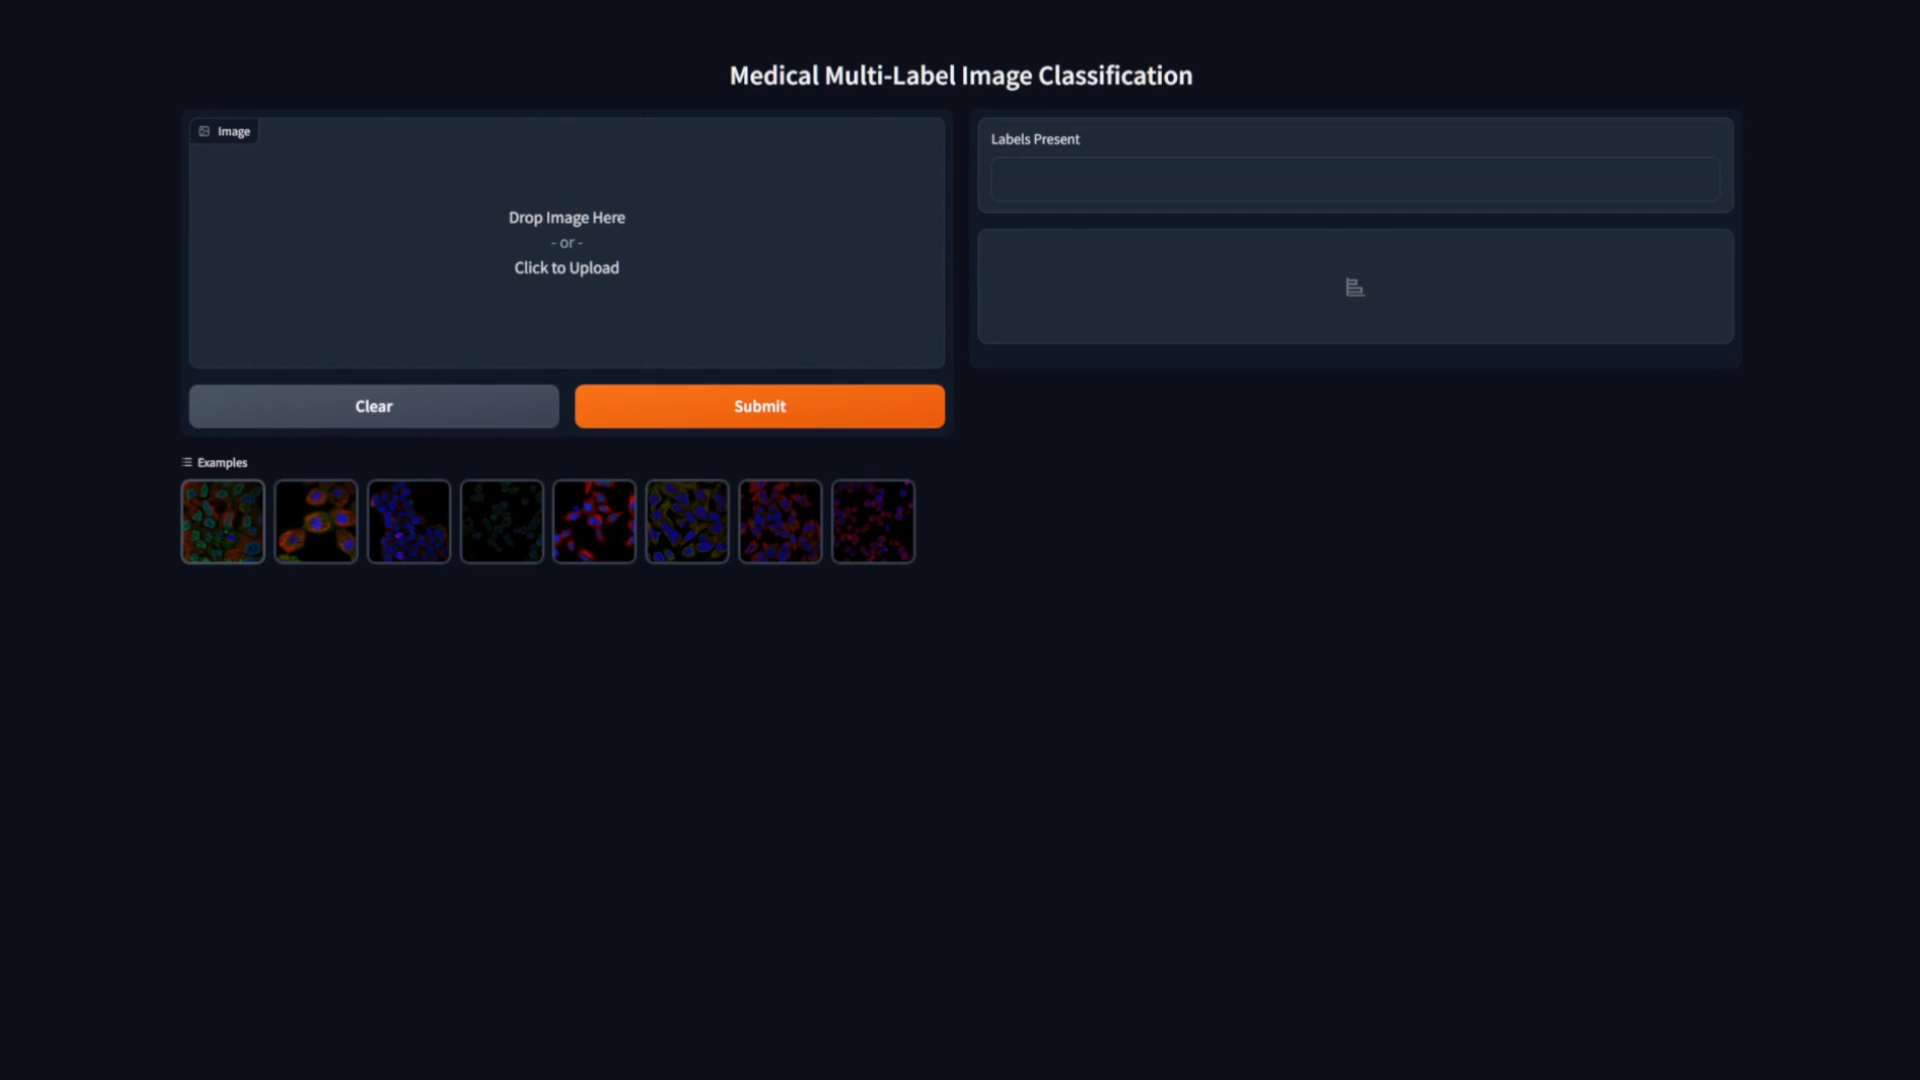 Medical Multi-Label Image Classification
Image
Drop Image Here
- or -
Click to Upload
Clear
Submit
Examples
Labels Present